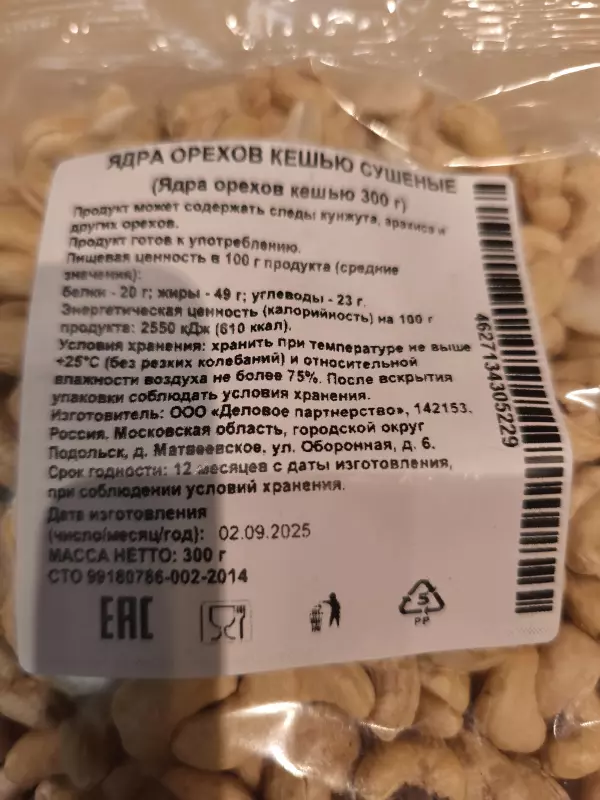 ЯДРА ОРЕХОВ КЕШЬЮ СУШЕНЫЕ
(Ядра орехов кешью 300 г)
Продукт может содержать следы кунжута, арахиса и
других орехов.
Продукт готов к употреблению.
Пищевая ценность в 100 г продукта (средние
значения):
белки - 20 г; жиры - 49 г; углеводы - 23 г.
Энергетическая ценность (калорийность) на 100 г
продукта: 2550 кДж (610 ккал).
Условия хранения: хранить при температуре не выше
+25°С (без резких колебаний) и относительной
влажности воздуха не более 75%. После вскрытия
упаковки соблюдать условия хранения.
Изготовитель: ООО «Деловое партнерство», 142153.
Россия. Московская область, городской округ
Подольск, д. Матвеевское, ул. Оборонная, д. 6.
Срок годности: 12 месяцев с даты изготовления,
при соблюдении условий хранения.
Дата изготовления
(число/месяц/год): 02.09.2025
МАССА НЕТТО: 300 г
СТО 99180786-002-2014
EAC
5
PP
4627134305229